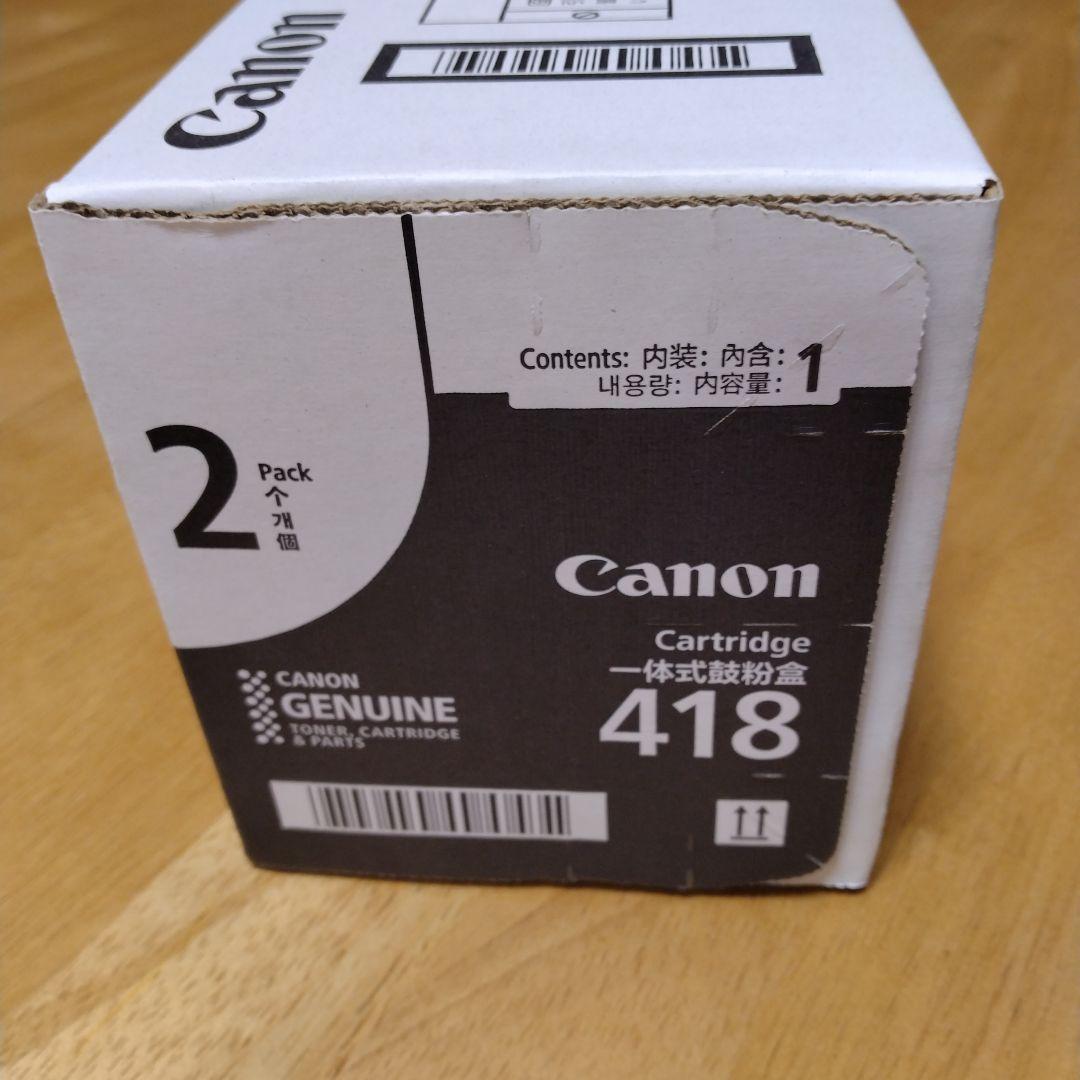 Canon
Contents: 内装: 內含: 1
내용량: 内容量:
2 Pack
个
개
個
Canon
Cartridge
一体式鼓粉盒
418
CANON
GENUINE
TONER, CARTRIDGE
& PARTS